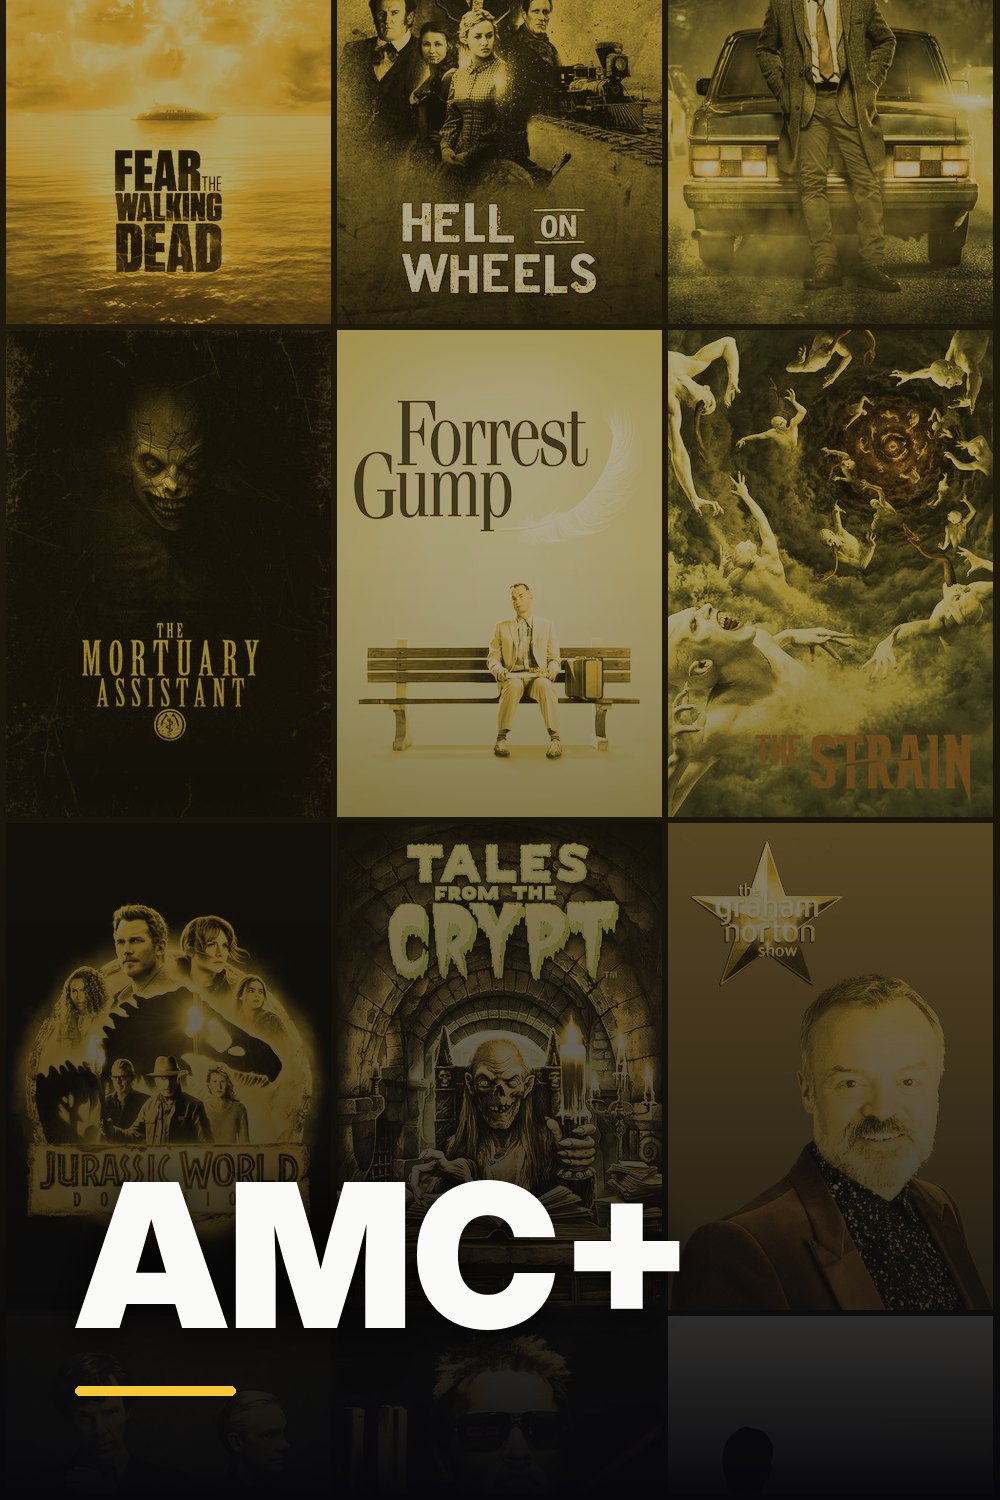 FEAR THE
WALKING
DEAD
HELL ON
WHEELS
THE
MORTUARY
ASSISTANT
Forrest
Gump
THE STRAIN
JURASSIC WORLD
TALES
FROM THE
CRYPT
TM
the
graham
norton
show
AMC+